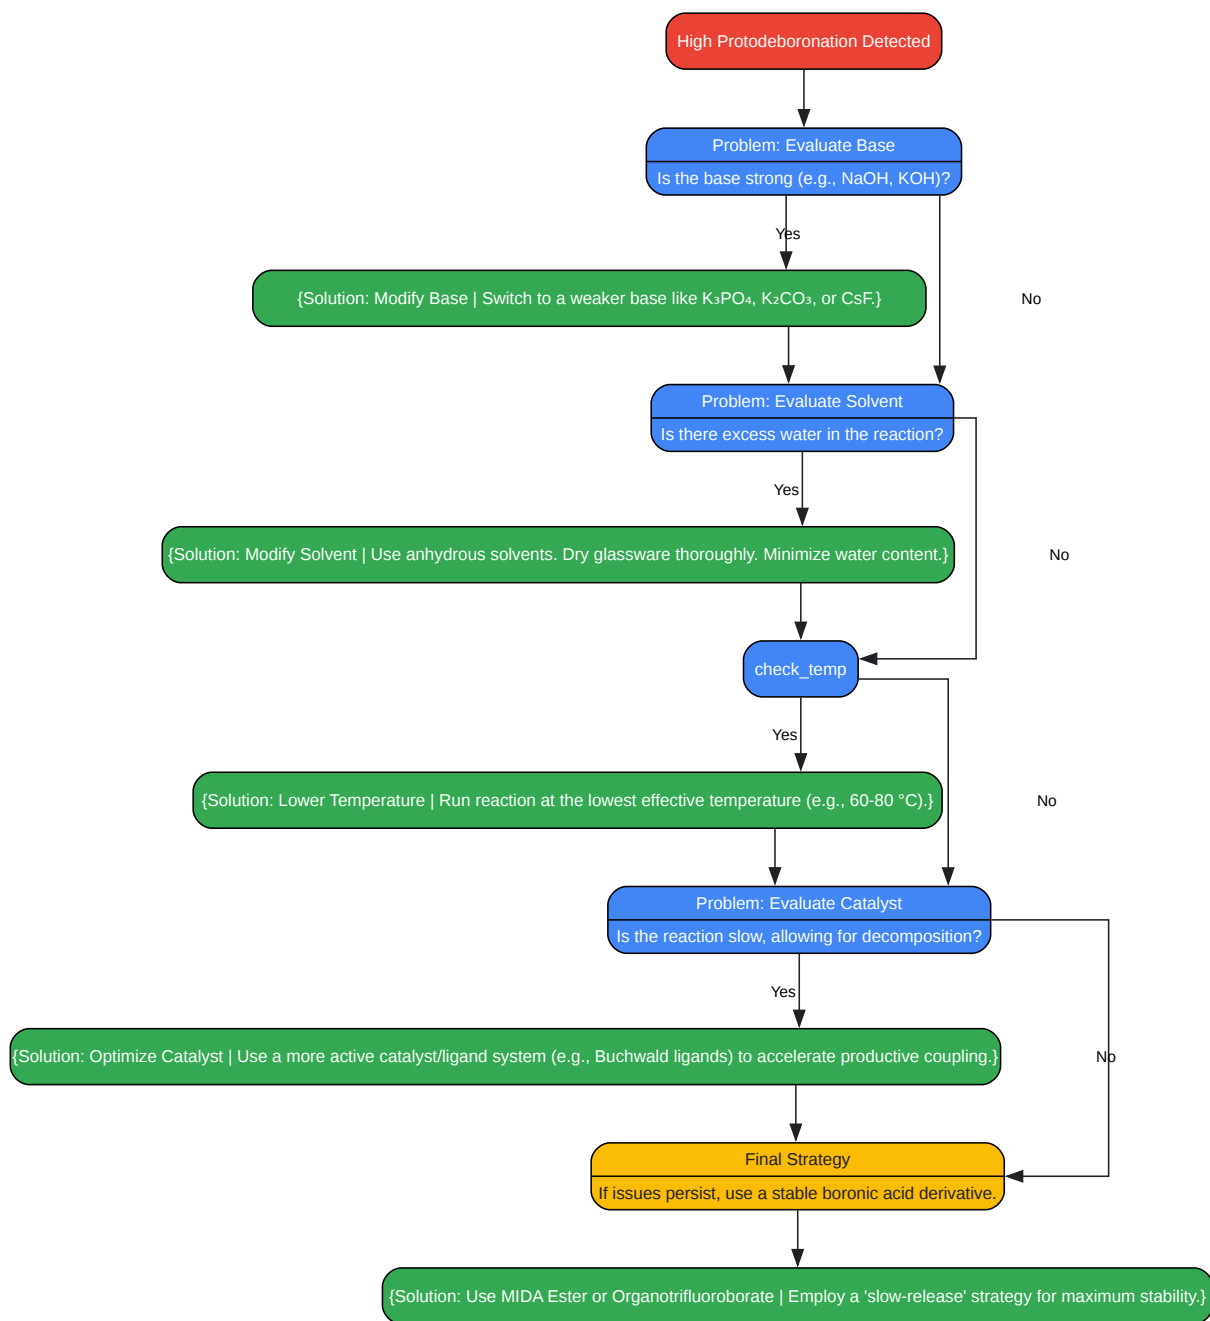 High Protodeboronation Detected
Problem: Evaluate Base
Is the base strong (e.g., NaOH, KOH)?
Yes
{Solution: Modify Base | Switch to a weaker base like K₃PO₄, K₂CO₃, or CsF.}
No
Problem: Evaluate Solvent
Is there excess water in the reaction?
Yes
{Solution: Modify Solvent | Use anhydrous solvents. Dry glassware thoroughly. Minimize water content.}
No
check_temp
Yes
{Solution: Lower Temperature | Run reaction at the lowest effective temperature (e.g., 60-80 °C).}
No
Problem: Evaluate Catalyst
Is the reaction slow, allowing for decomposition?
Yes
{Solution: Optimize Catalyst | Use a more active catalyst/ligand system (e.g., Buchwald ligands) to accelerate productive coupling.}
No
Final Strategy
If issues persist, use a stable boronic acid derivative.
{Solution: Use MIDA Ester or Organotrifluoroborate | Employ a 'slow-release' strategy for maximum stability.}